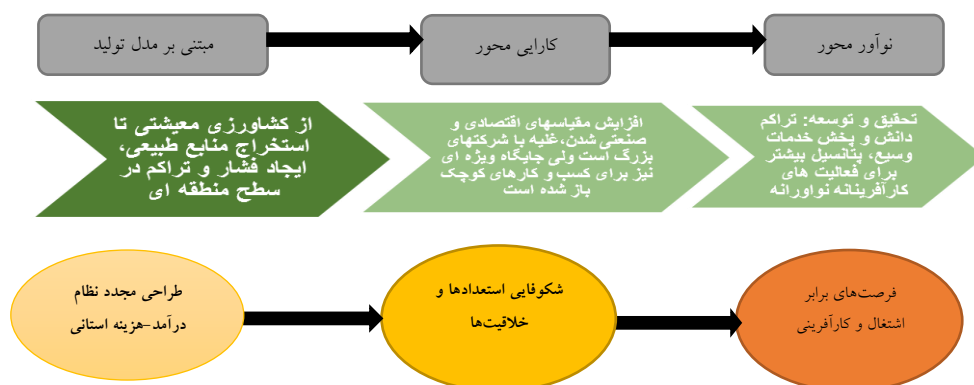 مبتنی بر مدل تولید
کارایی محور
نوآور محور
از کشاورزی معیشتی تا
استخراج منابع طبیعی،
ایجاد فشار و تراکم در
سطح منطقه ای
افزایش مقیاسهای اقتصادی و
صنعتی شدن،غلبه با شرکتهای
بزرگ است ولی جایگاه ویژه ای
نیز برای کسب و کارهای کوچک
باز شده است
تحقیق و توسعه: تراکم
دانش و پخش خدمات
وسیع، پتانسیل بیشتر
برای فعالیت های
کارآفرینانه نواورانه
طراحی مجدد نظام
درآمد-هزینه استانی
شکوفایی استعدادها و
خلاقیت‌ها
فرصت‌های برابر
اشتغال و کارآفرینی